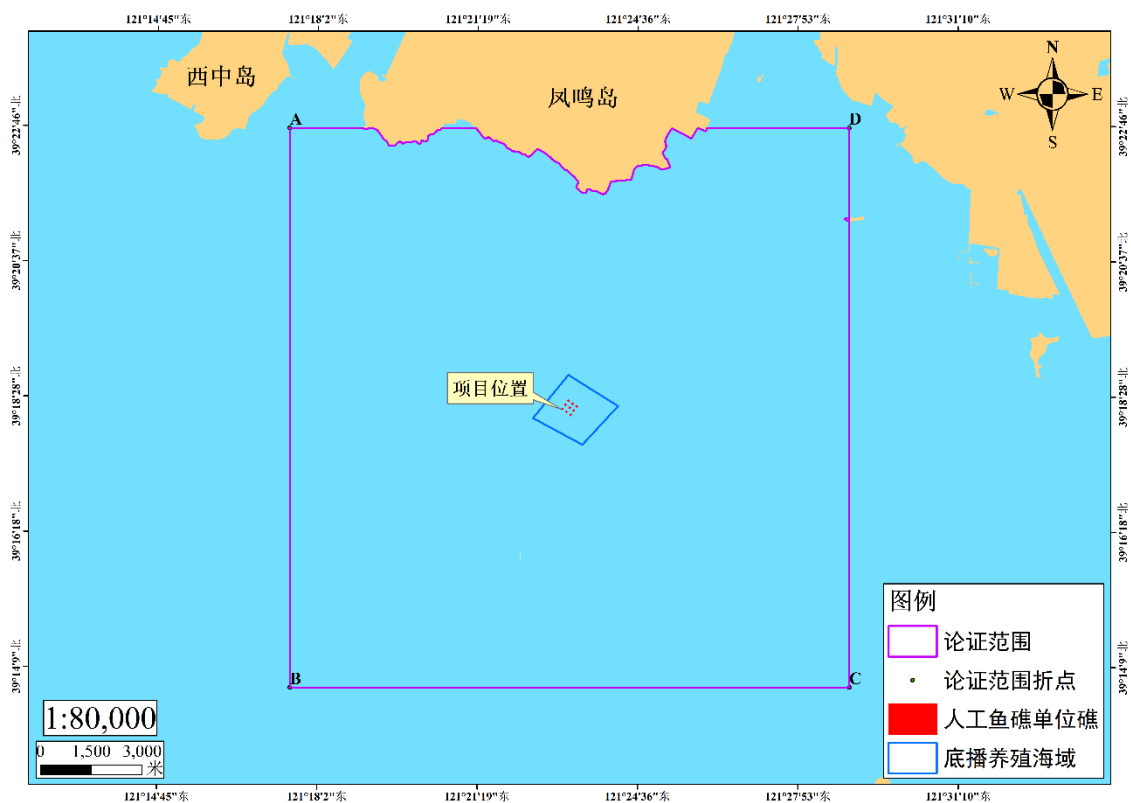 121°14'45"东 121°18'2"东 121°21'19"东 121°24'36"东 121°27'53"东 121°31'10"东
西中岛
凤鸣岛
N
W E
S
A
D
39°22'46"北
39°22'46"北
39°20'37"北
39°20'37"北
项目位置
39°18'28"北
39°18'28"北
39°16'18"北
39°16'18"北
39°14'9"北
39°14'9"北
B
C
图例
论证范围
论证范围折点
人工鱼礁单位礁
底播养殖海域
1:80,000
0 1,500 3,000
米
121°14'45"东 121°18'2"东 121°21'19"东 121°24'36"东 121°27'53"东 121°31'10"东